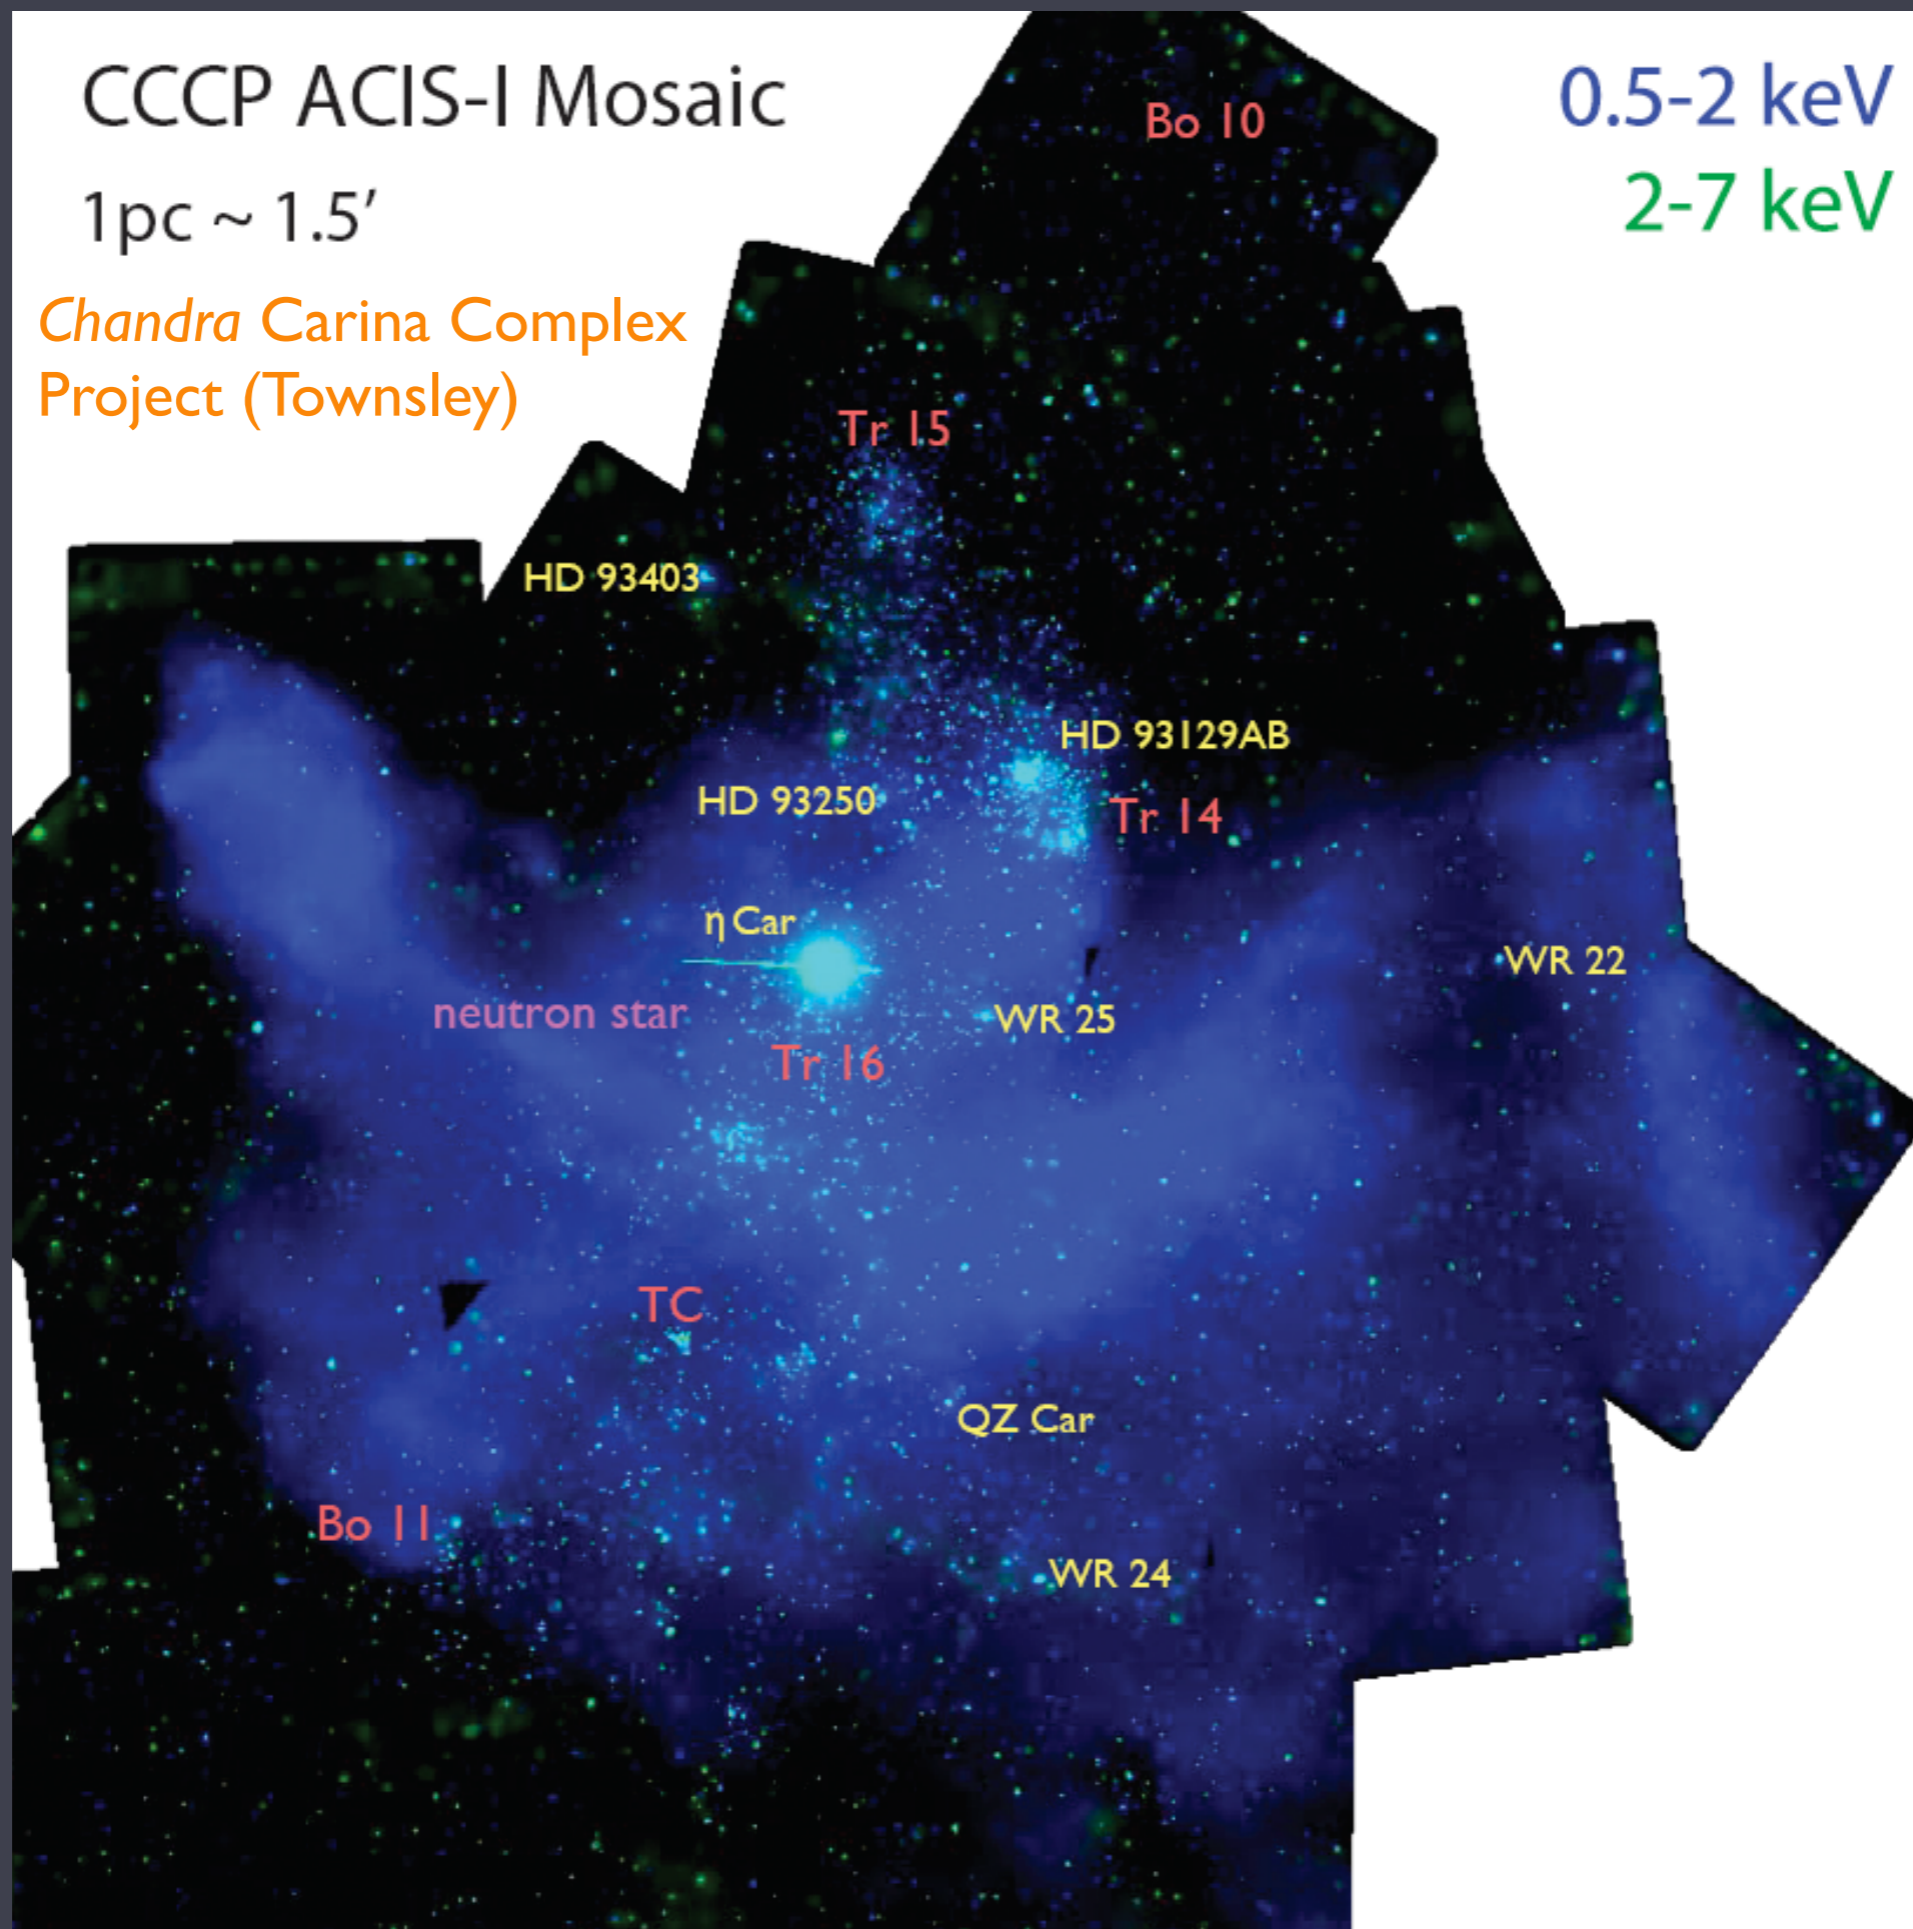 CCCP ACIS-I Mosaic
0.5-2 keV
1pc ~ 1.5′
2-7 keV
Chandra Carina Complex
Project (Townsley)
Bo 10
Tr 15
HD 93403
HD 93129AB
HD 93250
Tr 14
η Car
WR 22
neutron star
WR 25
Tr 16
TC
QZ Car
Bo 11
WR 24